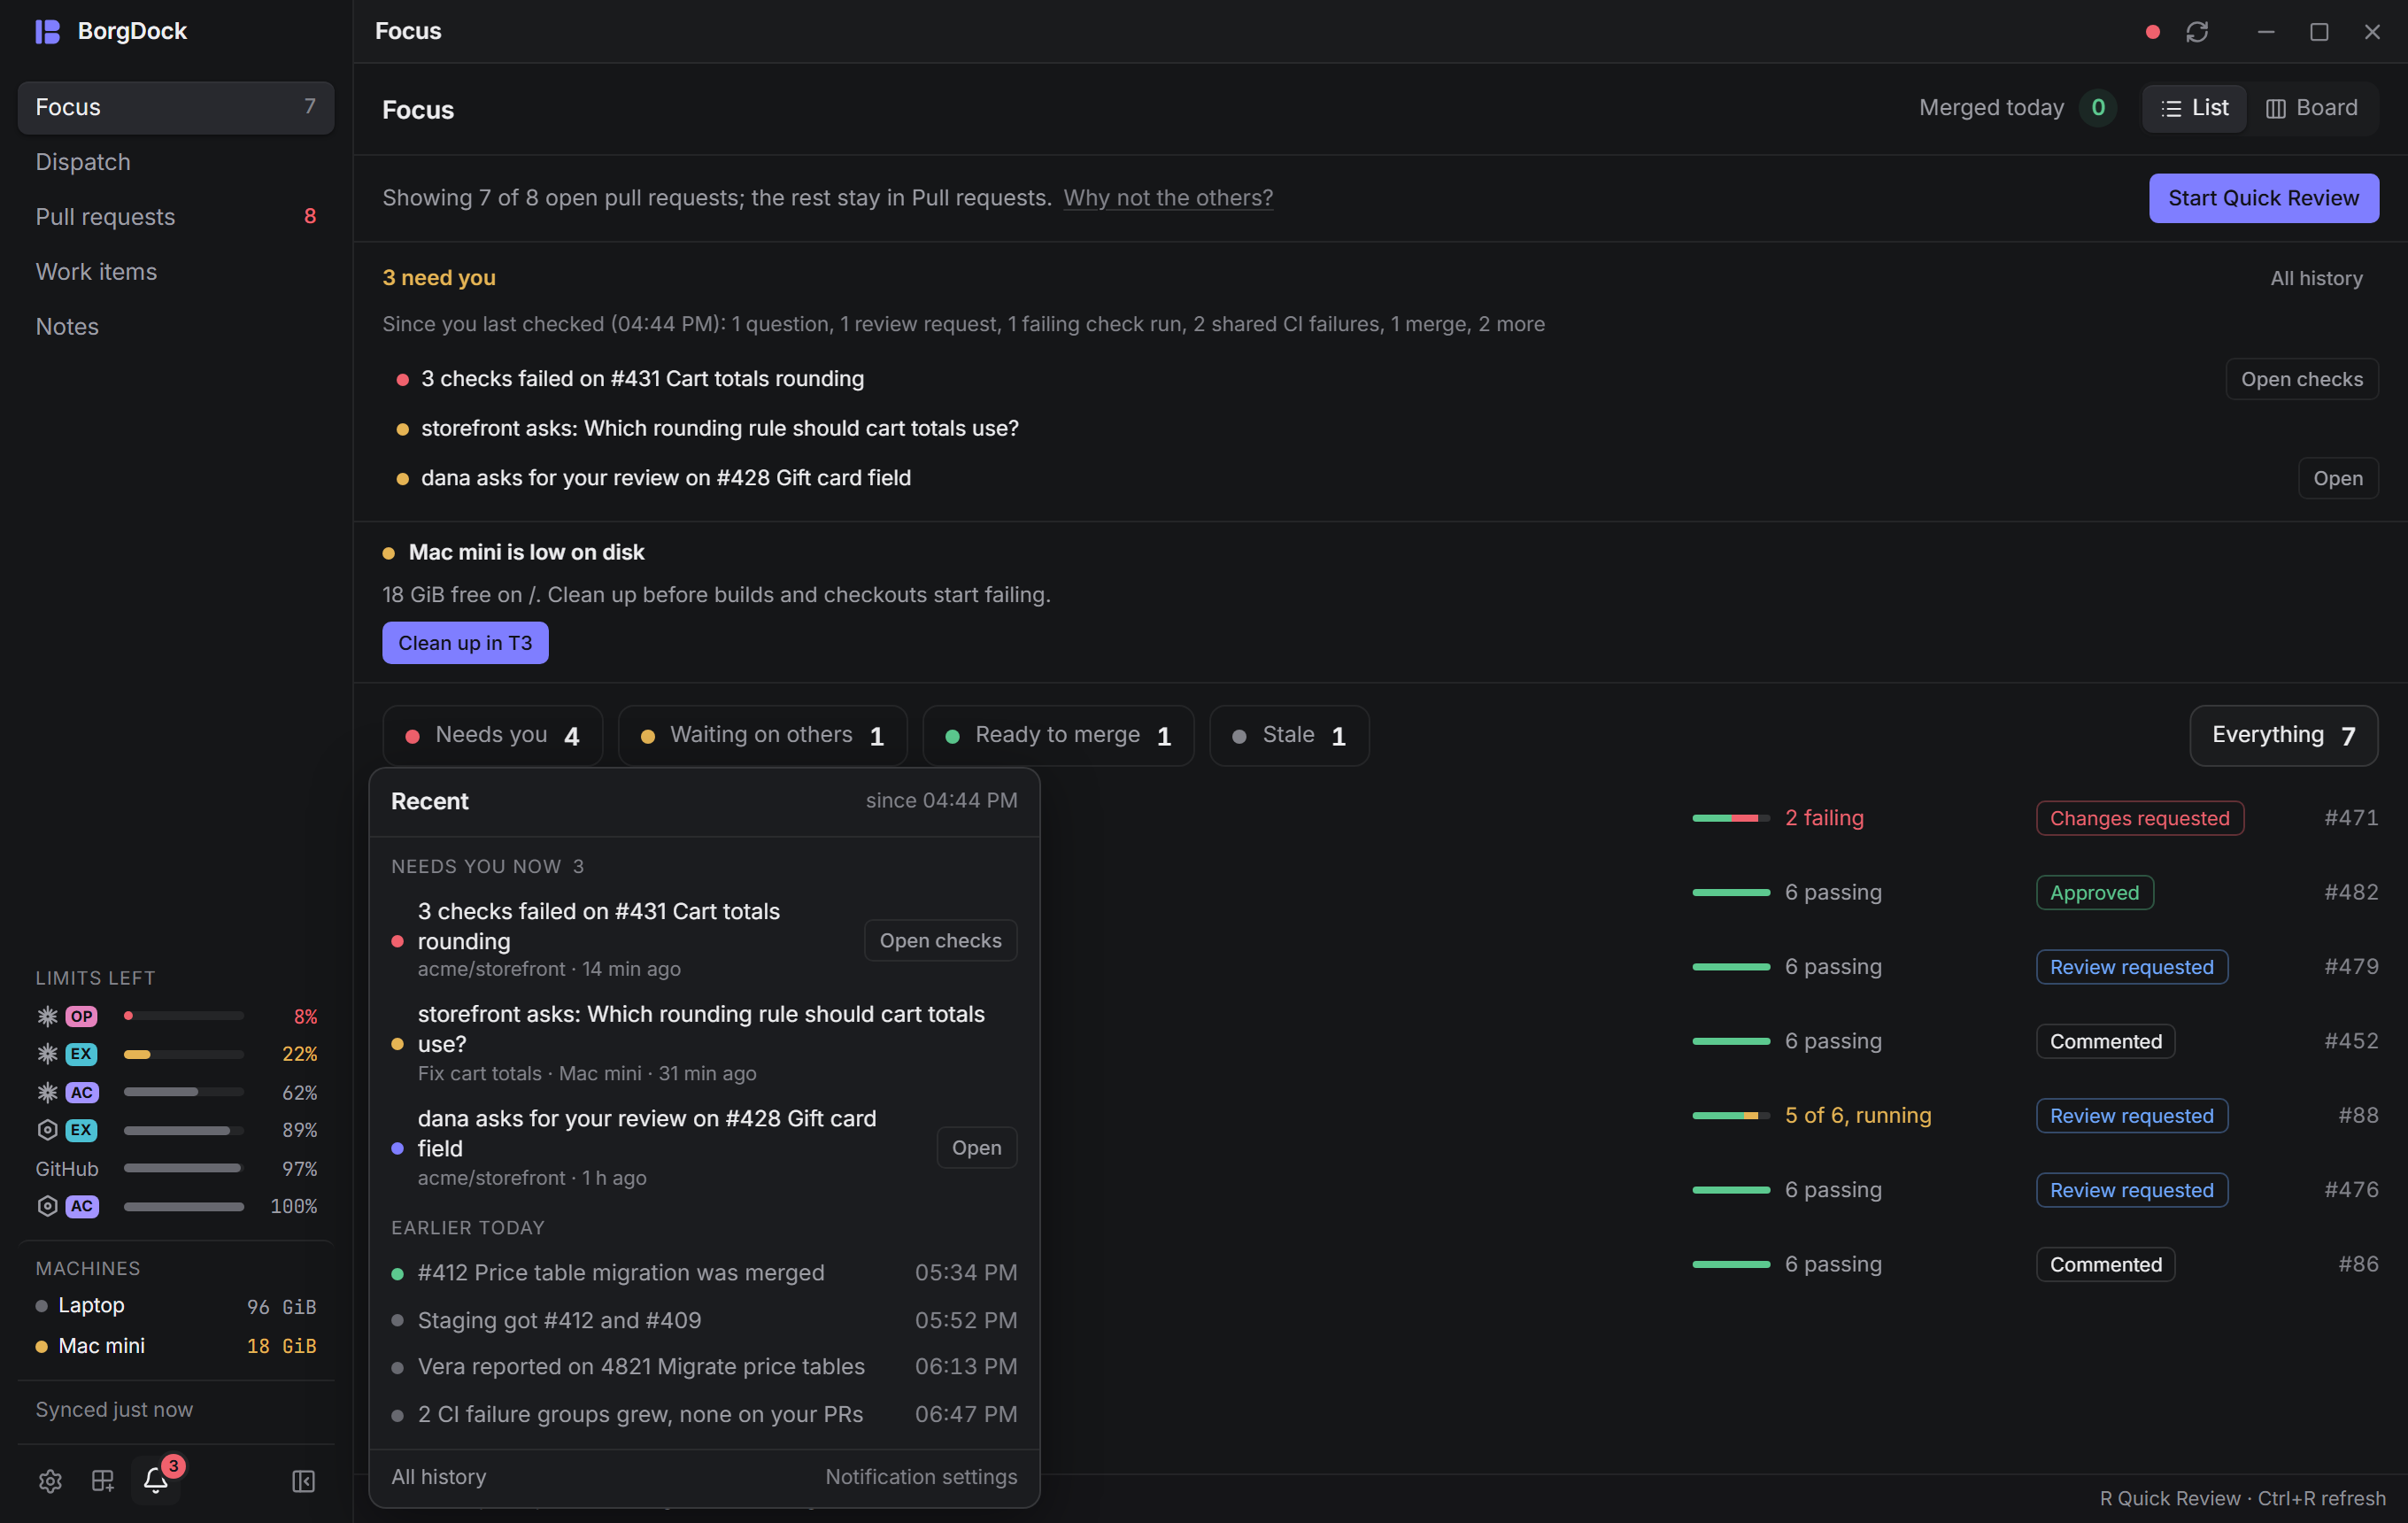 BorgDock
Focus 7
Dispatch
Pull requests 8
Work items
Notes
LIMITS LEFT
OP 8%
EX 22%
AC 62%
EX 89%
GitHub 97%
AC 100%
MACHINES
Laptop 96 GiB
Mac mini 18 GiB
Synced just now
3
Focus
Focus
Merged today 0 List Board
Showing 7 of 8 open pull requests; the rest stay in Pull requests. Why not the others? Start Quick Review
3 need you All history
Since you last checked (04:44 PM): 1 question, 1 review request, 1 failing check run, 2 shared CI failures, 1 merge, 2 more
3 checks failed on #431 Cart totals rounding Open checks
storefront asks: Which rounding rule should cart totals use?
dana asks for your review on #428 Gift card field Open
Mac mini is low on disk
18 GiB free on /. Clean up before builds and checkouts start failing.
Clean up in T3
Needs you 4 Waiting on others 1 Ready to merge 1 Stale 1 Everything 7
Recent since 04:44 PM
NEEDS YOU NOW 3
3 checks failed on #431 Cart totals
rounding
acme/storefront · 14 min ago
Open checks
storefront asks: Which rounding rule should cart totals
use?
Fix cart totals · Mac mini · 31 min ago
dana asks for your review on #428 Gift card
field
acme/storefront · 1 h ago
Open
EARLIER TODAY
#412 Price table migration was merged 05:34 PM
Staging got #412 and #409 05:52 PM
Vera reported on 4821 Migrate price tables 06:13 PM
2 CI failure groups grew, none on your PRs 06:47 PM
All history Notification settings
2 failing Changes requested #471
6 passing Approved #482
6 passing Review requested #479
6 passing Commented #452
5 of 6, running Review requested #88
6 passing Review requested #476
6 passing Commented #86
R Quick Review · Ctrl+R refresh